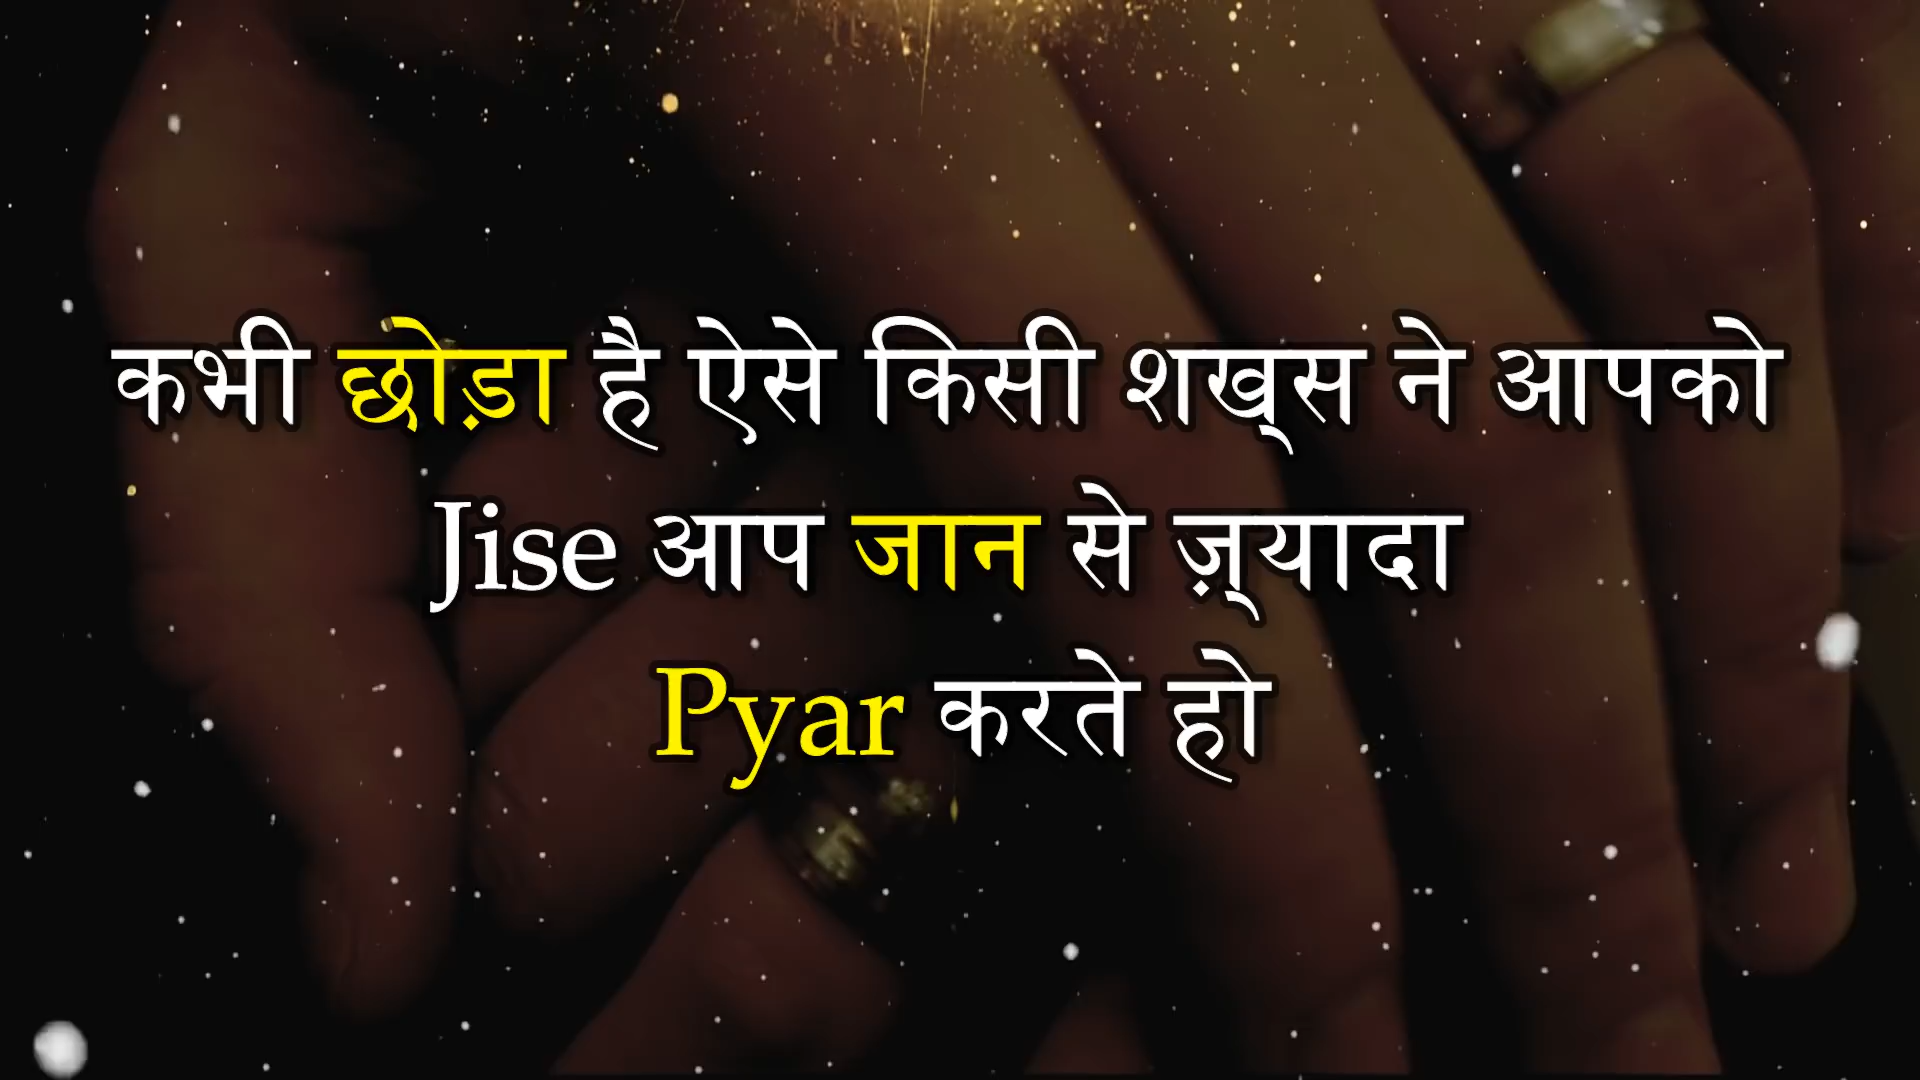 कभी छोड़ा है ऐसे किसी शख्स ने आपको
Jise आप जान से ज़्यादा
Pyar करते हो